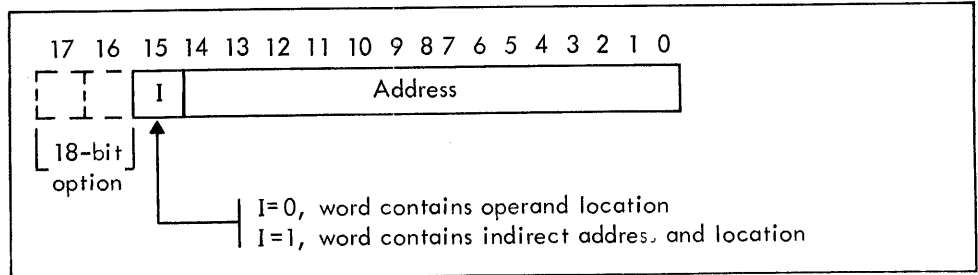 17 16 15 14 13 12 11 10 9 8 7 6 5 4 3 2 1 0
I Address
18-bit
option
I=0, word contains operand location
I=1, word contains indirect address and location